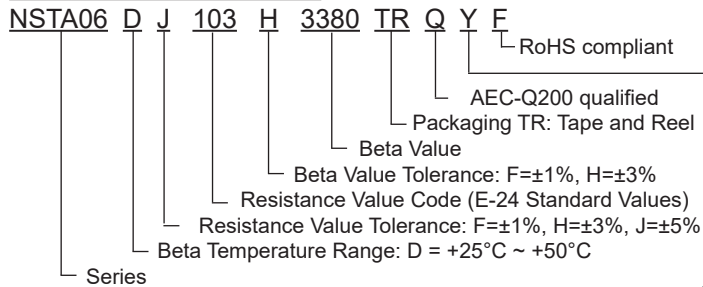 NSTA06 D J 103 H 3380 TR Q Y F
RoHS compliant
AEC-Q200 qualified
Packaging TR: Tape and Reel
Beta Value
Beta Value Tolerance: F=±1%, H=±3%
Resistance Value Code (E-24 Standard Values)
Resistance Value Tolerance: F=±1%, H=±3%, J=±5%
Beta Temperature Range: D = +25°C ~ +50°C
Series